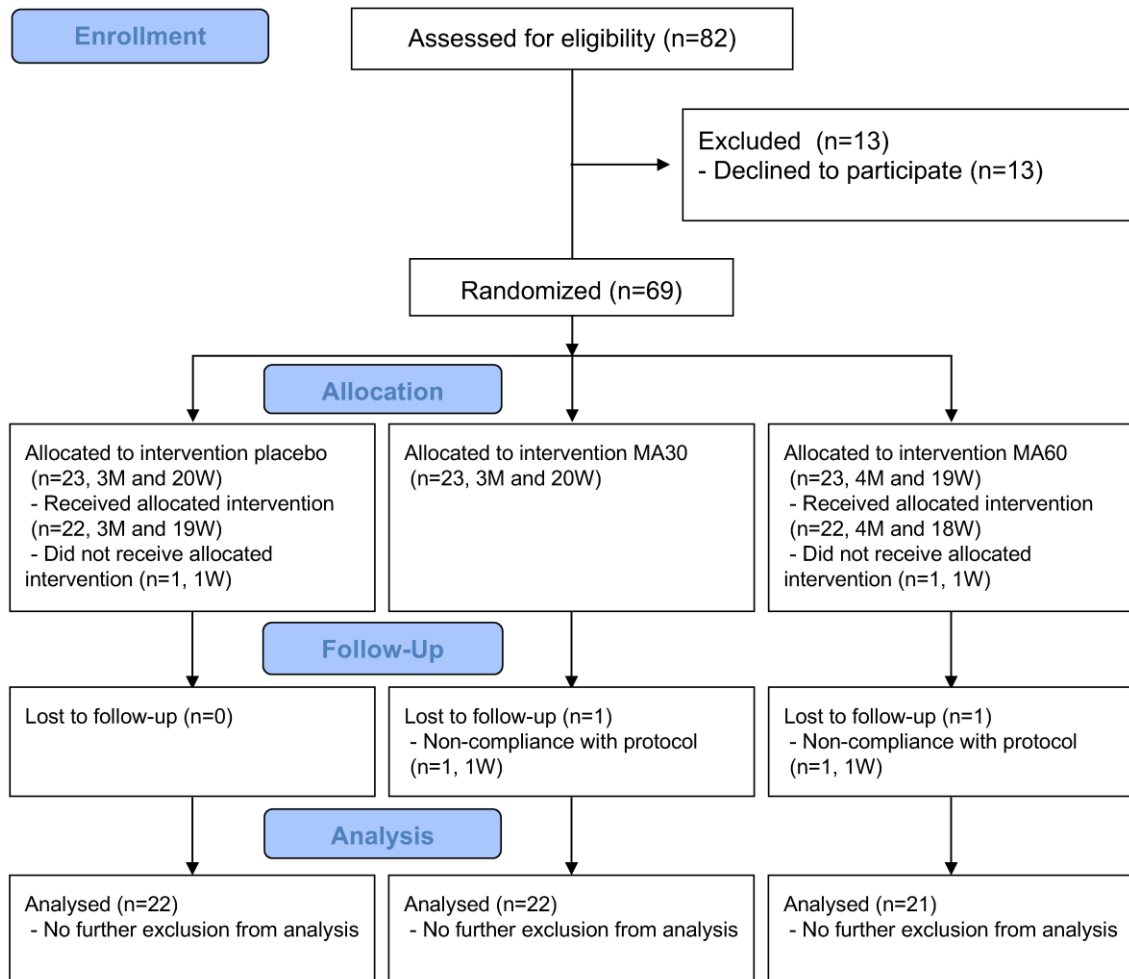 Enrollment
Assessed for eligibility (n=82)
Excluded (n=13)
- Declined to participate (n=13)
Randomized (n=69)
Allocation
Allocated to intervention placebo
(n=23, 3M and 20W)
- Received allocated intervention
(n=22, 3M and 19W)
- Did not receive allocated
intervention (n=1, 1W)
Allocated to intervention MA30
(n=23, 3M and 20W)
Allocated to intervention MA60
(n=23, 4M and 19W)
- Received allocated intervention
(n=22, 4M and 18W)
- Did not receive allocated
intervention (n=1, 1W)
Follow-Up
Lost to follow-up (n=0)
Lost to follow-up (n=1)
- Non-compliance with protocol
(n=1, 1W)
Lost to follow-up (n=1)
- Non-compliance with protocol
(n=1, 1W)
Analysis
Analysed (n=22)
- No further exclusion from analysis
Analysed (n=22)
- No further exclusion from analysis
Analysed (n=21)
- No further exclusion from analysis